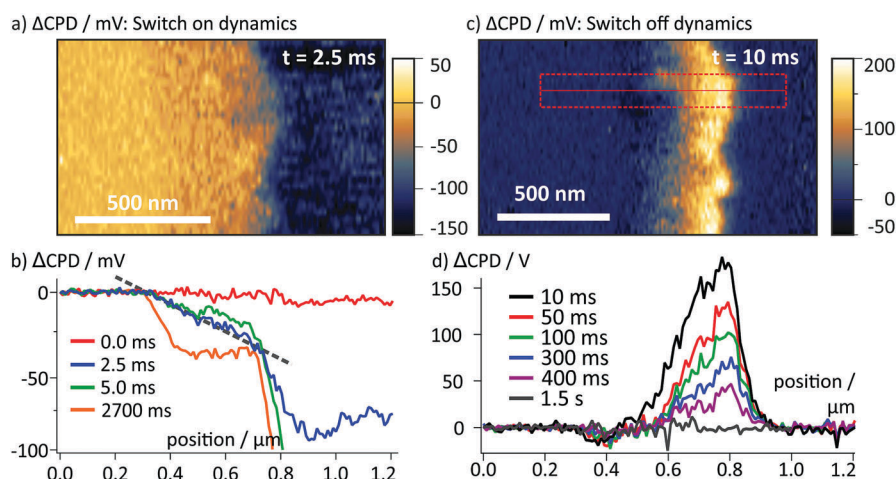 a) ΔCPD / mV: Switch on dynamics
t = 2.5 ms
500 nm
50
0
-50
-100
-150
c) ΔCPD / mV: Switch off dynamics
t = 10 ms
500 nm
200
150
100
50
0
-50
b) ΔCPD / mV
0
-50
-100
0.0 ms
2.5 ms
5.0 ms
2700 ms
position / µm
0.0 0.2 0.4 0.6 0.8 1.0 1.2
d) ΔCPD / V
150
100
50
0
10 ms
50 ms
100 ms
300 ms
400 ms
1.5 s
position /
µm
0.0 0.2 0.4 0.6 0.8 1.0 1.2